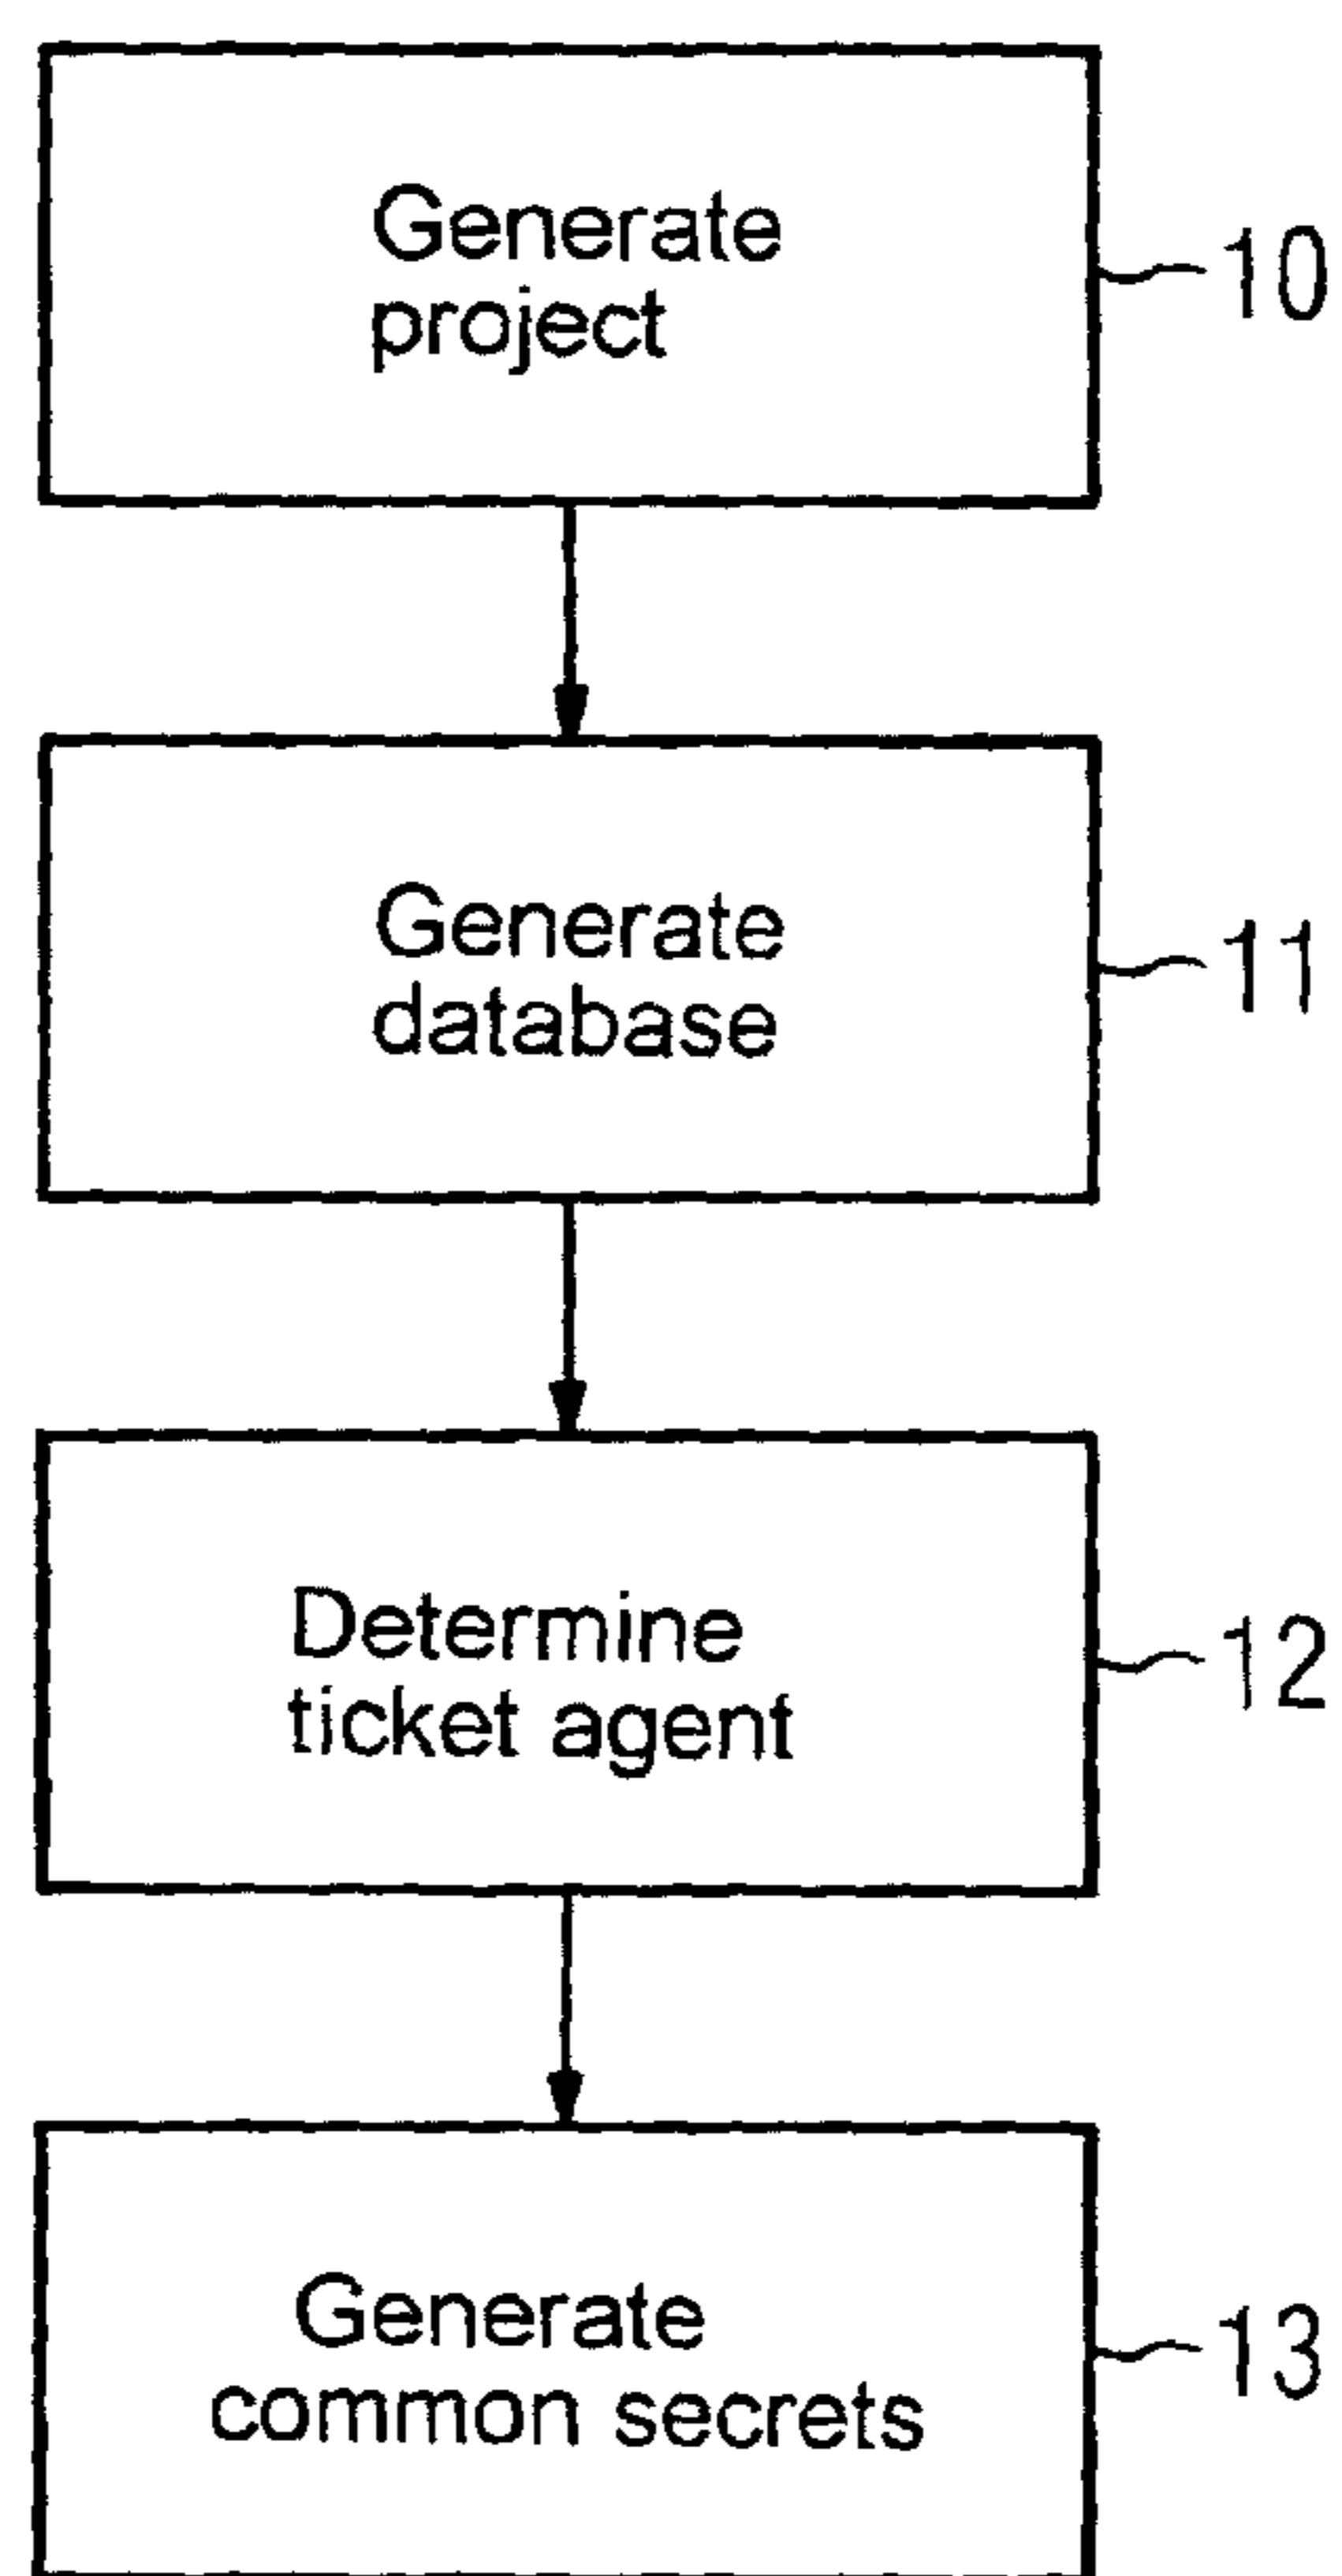 Generate
project
10
Generate
database
11
Determine
ticket agent
12
Generate
common secrets
13